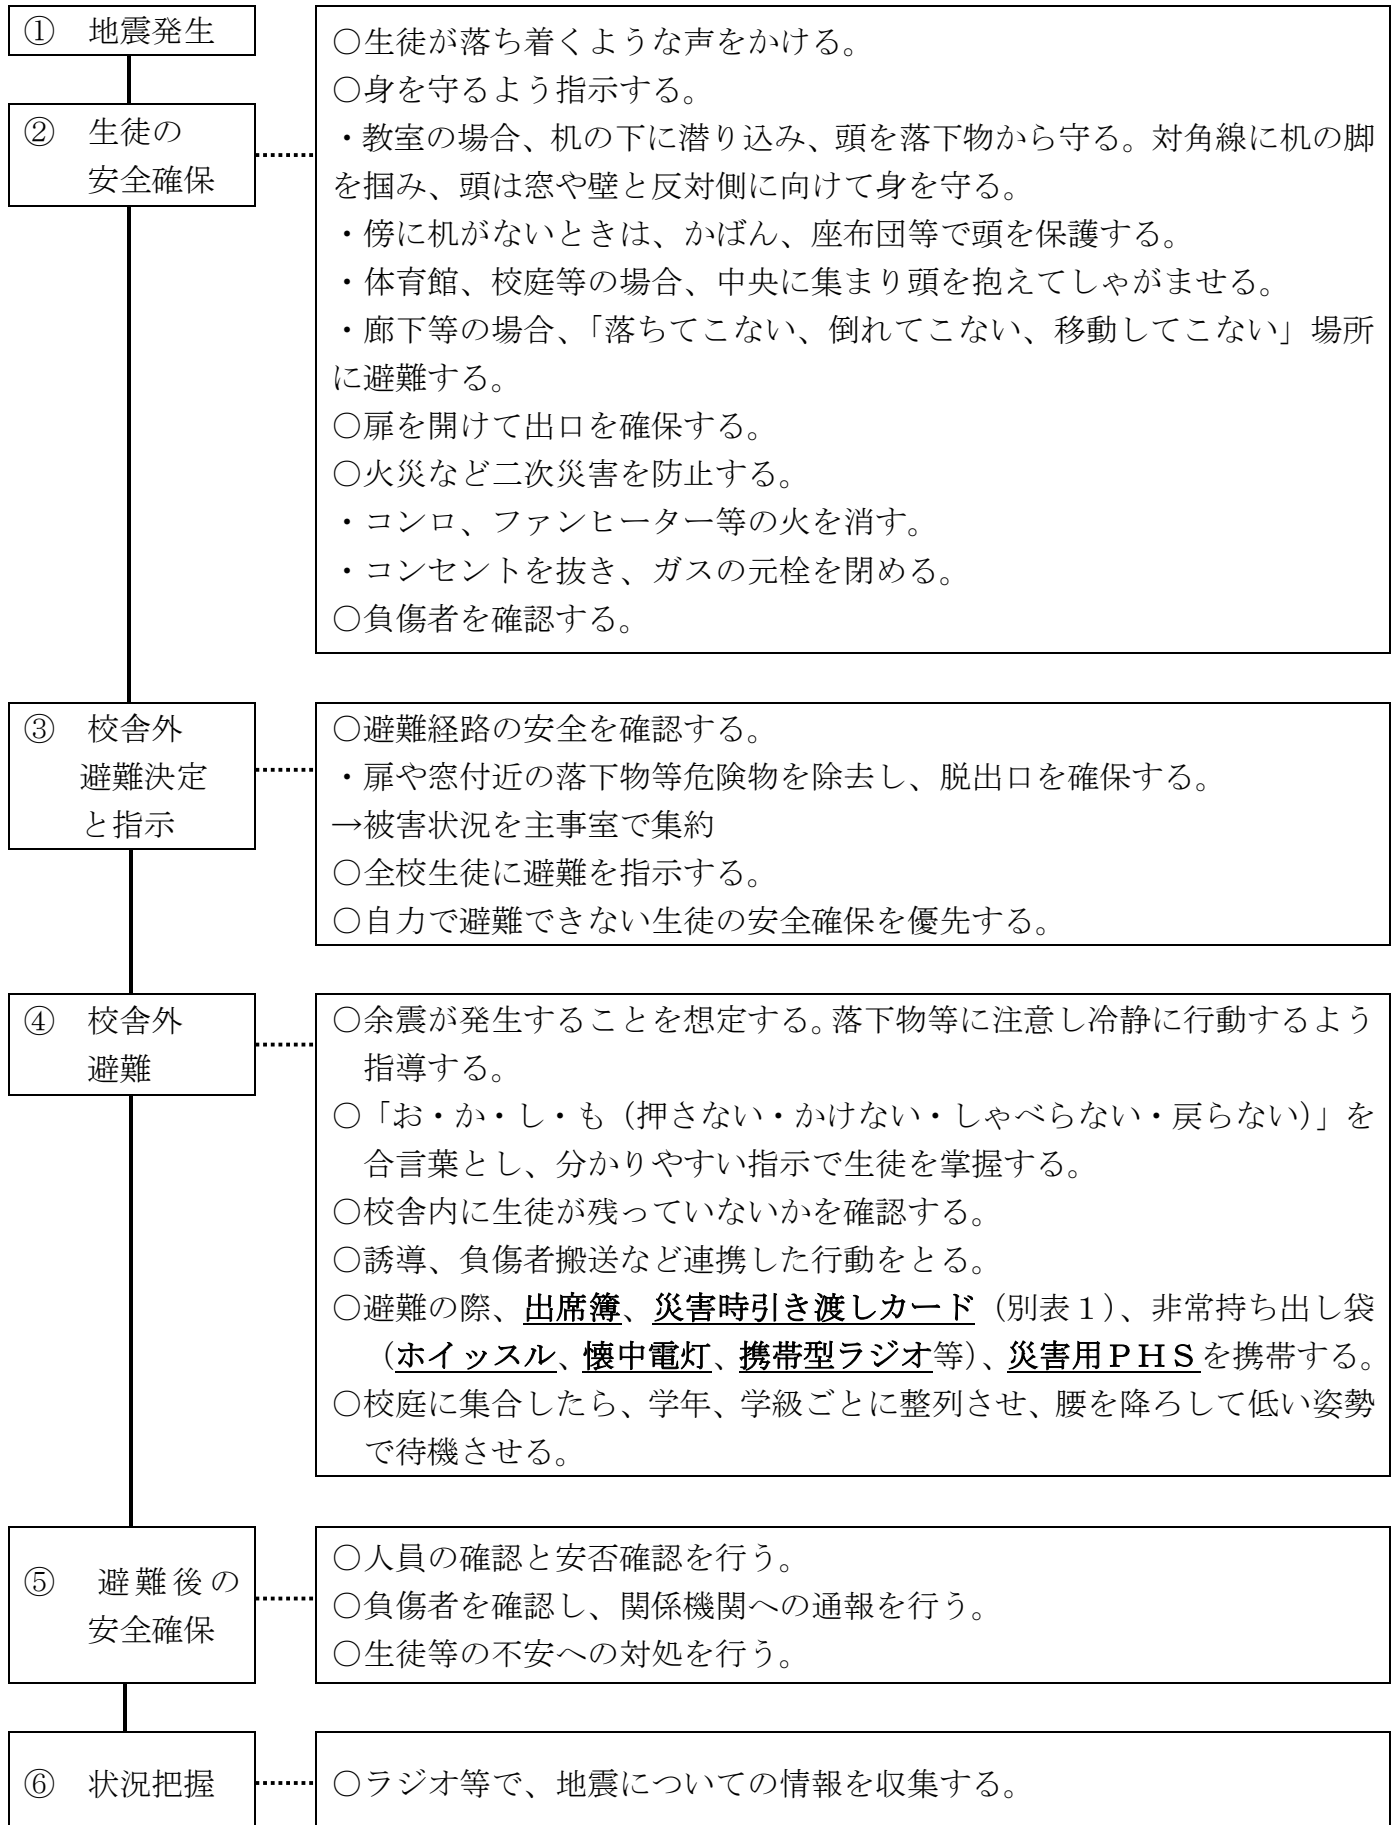 ① 地震発生
② 生徒の
安全確保
○生徒が落ち着くような声をかける。
○身を守るよう指示する。
・教室の場合、机の下に潜り込み、頭を落下物から守る。対角線に机の脚
を掴み、頭は窓や壁と反対側に向けて身を守る。
・傍に机がないときは、かばん、座布団等で頭を保護する。
・体育館、校庭等の場合、中央に集まり頭を抱えてしゃがませる。
・廊下等の場合、「落ちてこない、倒れてこない、移動してこない」場所
に避難する。
○扉を開けて出口を確保する。
○火災など二次災害を防止する。
・コンロ、ファンヒーター等の火を消す。
・コンセントを抜き、ガスの元栓を閉める。
○負傷者を確認する。
③ 校舎外
避難決定
と指示
○避難経路の安全を確認する。
・扉や窓付近の落下物等危険物を除去し、脱出口を確保する。
→被害状況を主事室で集約
○全校生徒に避難を指示する。
○自力で避難できない生徒の安全確保を優先する。
④ 校舎外
避難
○余震が発生することを想定する。落下物等に注意し冷静に行動するよう
指導する。
○「お・か・し・も（押さない・かけない・しゃべらない・戻らない）」を
合言葉とし、分かりやすい指示で生徒を掌握する。
○校舎内に生徒が残っていないかを確認する。
○誘導、負傷者搬送など連携した行動をとる。
○避難の際、出席簿、災害時引き渡しカード（別表１）、非常持ち出し袋
（ホイッスル、懐中電灯、携帯型ラジオ等）、災害用ＰＨＳを携帯する。
○校庭に集合したら、学年、学級ごとに整列させ、腰を降ろして低い姿勢
で待機させる。
⑤ 避難後の
安全確保
○人員の確認と安否確認を行う。
○負傷者を確認し、関係機関への通報を行う。
○生徒等の不安への対処を行う。
⑥ 状況把握
○ラジオ等で、地震についての情報を収集する。